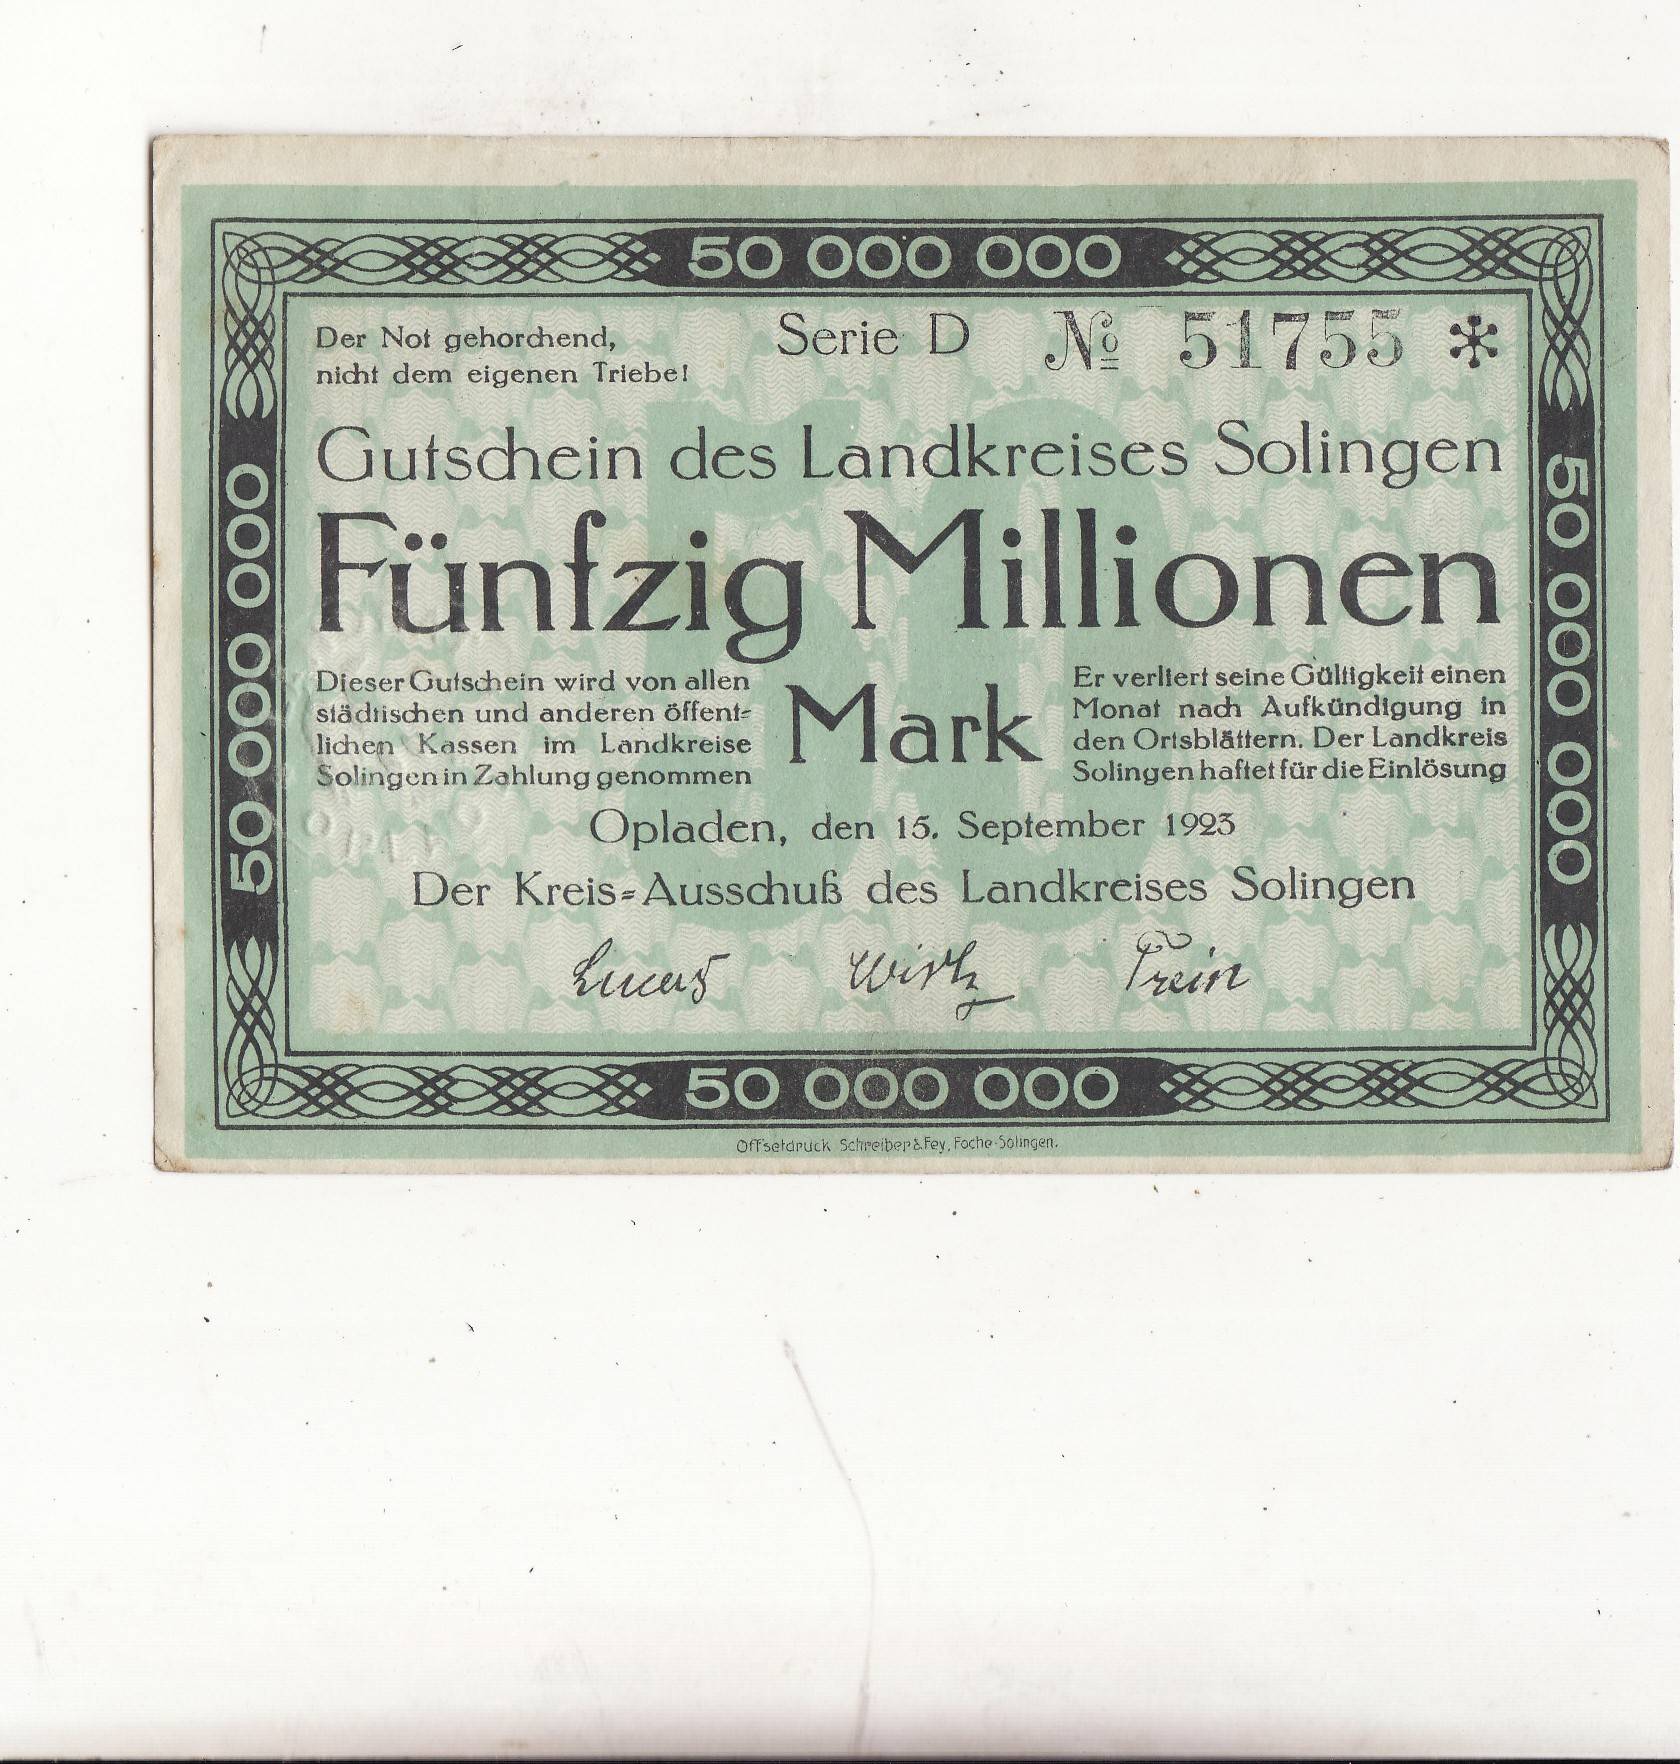 50 000 000
Der Not gehorchend,
nicht dem eigenen Triebe!
Serie D № 51755 *
Gutschein des Landkreises Solingen
Fünfzig Millionen
Mark
Dieser Gutschein wird von allen
städtischen und anderen öffent-
lichen Kassen im Landkreise
Solingen in Zahlung genommen
Er verliert seine Gültigkeit einen
Monat nach Aufkündigung in
den Ortsblättern. Der Landkreis
Solingen haftet für die Einlösung
Opladen, den 15. September 1923
Der Kreis-Ausschuß des Landkreises Solingen
Lucas Wirtz Trein
50 000 000
50 000 000
50 000 000
Offsetdruck Schreiber & Fey, Foche-Solingen.